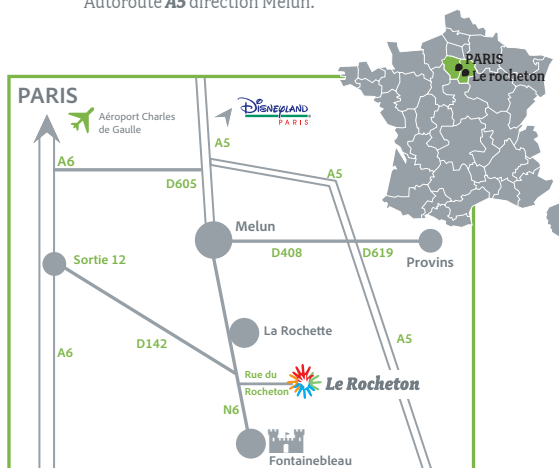 Autoroute A5 direction Melun.
PARIS
Le rocheton
PARIS
Aéroport Charles
de Gaulle
DISNEYLAND
PARIS
A5
A6
D605
A5
Melun
D408
D619
Provins
Sortie 12
La Rochette
D142
A5
A6
Rue du
Rocheton
Le Rocheton
N6
Fontainebleau